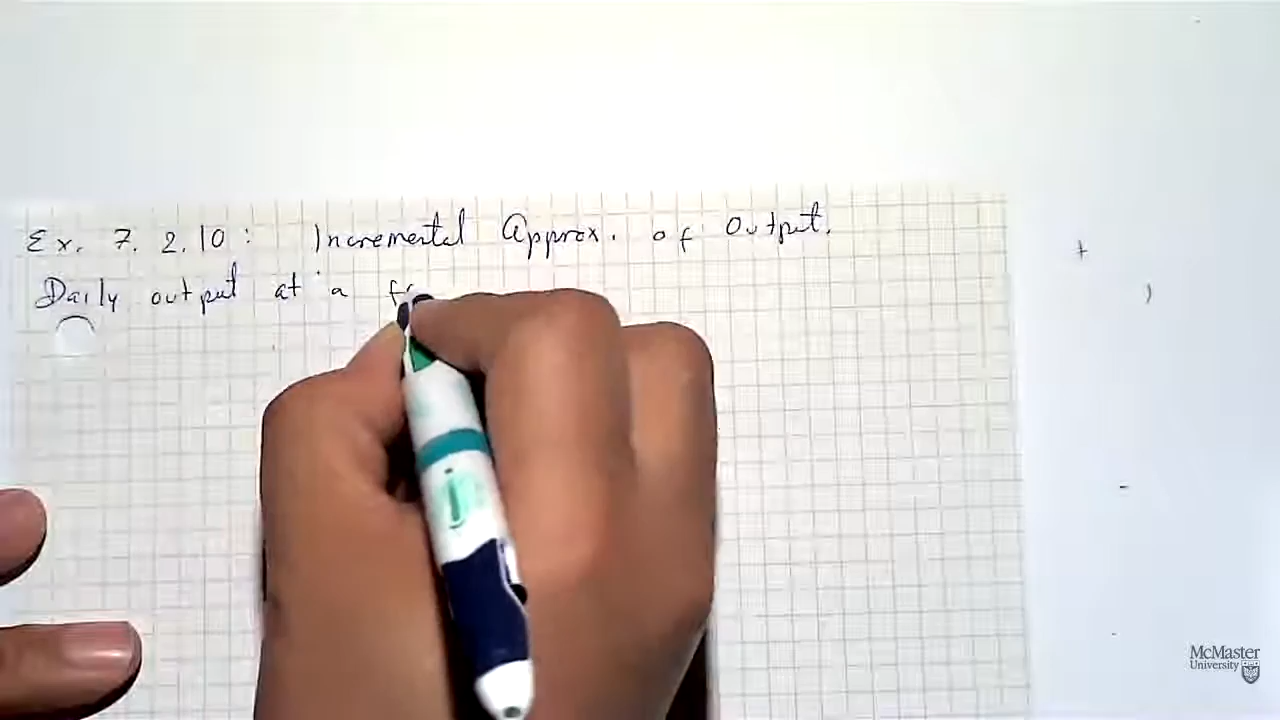 Ex. 7.2.10: Incremental Approx. of Output.
Daily output at a
McMaster
University